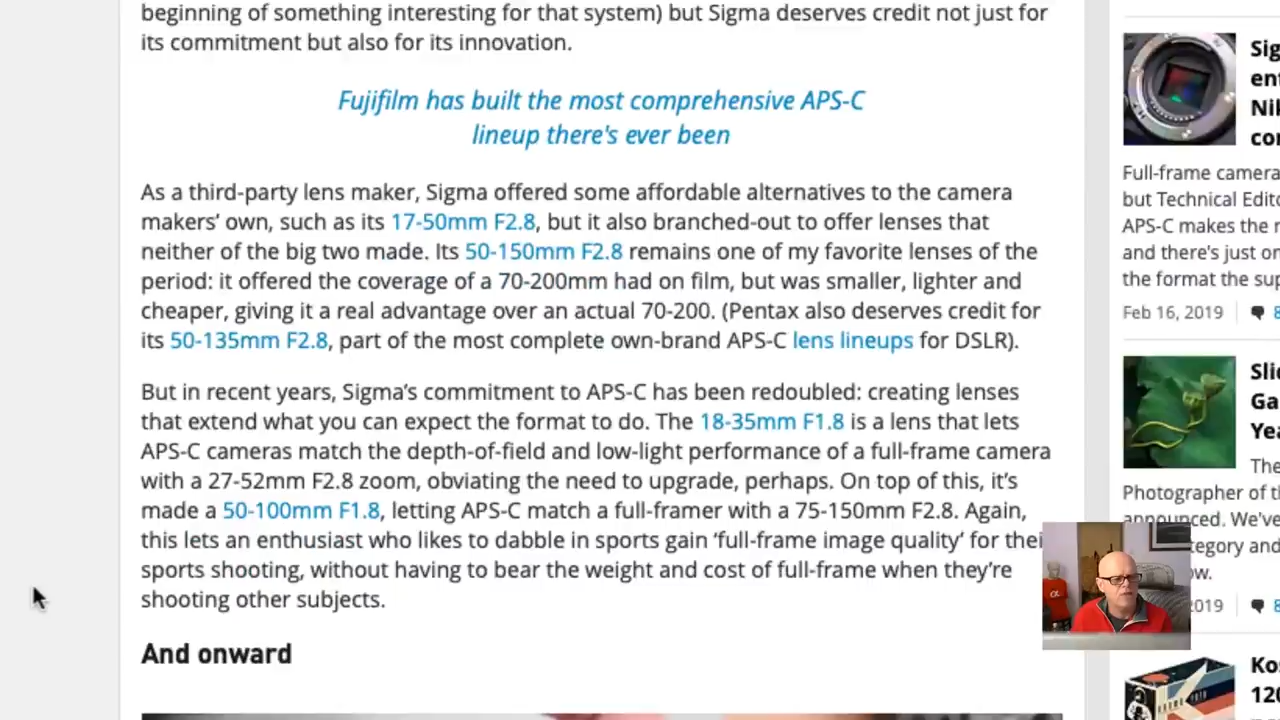 beginning of something interesting for that system) but Sigma deserves credit not just for
its commitment but also for its innovation.
Fujifilm has built the most comprehensive APS-C
lineup there's ever been
As a third-party lens maker, Sigma offered some affordable alternatives to the camera
makers’ own, such as its 17-50mm F2.8, but it also branched-out to offer lenses that
neither of the big two made. Its 50-150mm F2.8 remains one of my favorite lenses of the
period: it offered the coverage of a 70-200mm had on film, but was smaller, lighter and
cheaper, giving it a real advantage over an actual 70-200. (Pentax also deserves credit for
its 50-135mm F2.8, part of the most complete own-brand APS-C lens lineups for DSLR).
But in recent years, Sigma’s commitment to APS-C has been redoubled: creating lenses
that extend what you can expect the format to do. The 18-35mm F1.8 is a lens that lets
APS-C cameras match the depth-of-field and low-light performance of a full-frame camera
with a 27-52mm F2.8 zoom, obviating the need to upgrade, perhaps. On top of this, it’s
made a 50-100mm F1.8, letting APS-C match a full-framer with a 75-150mm F2.8. Again,
this lets an enthusiast who likes to dabble in sports gain ‘full-frame image quality’ for thei
sports shooting, without having to bear the weight and cost of full-frame when they’re
shooting other subjects.
And onward
Sig
Nik
con
Full-frame camera
but Technical Edito
APS-C makes the
and there's just on
the format the sup
Feb 16, 2019
8
Slid
Ga
Yea
The
Photographer of t
announced. We've
tegory and
ow.
2019
8
α
Kos
120